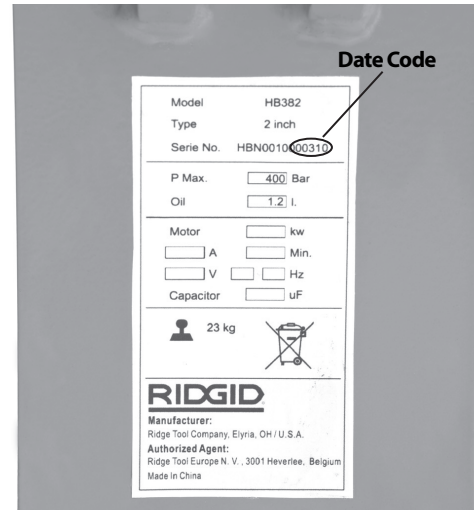 Date Code
Model HB382
Type 2 inch
Serie No. HBN0010000310
P Max. 400 Bar
Oil 1.2 l.
Motor kw
A Min.
V Hz
Capacitor uF
23 kg
RIDGID
Manufacturer:
Ridge Tool Company, Elyria, OH / U.S.A.
Authorized Agent:
Ridge Tool Europe N. V. , 3001 Heverlee, Belgium
Made In China